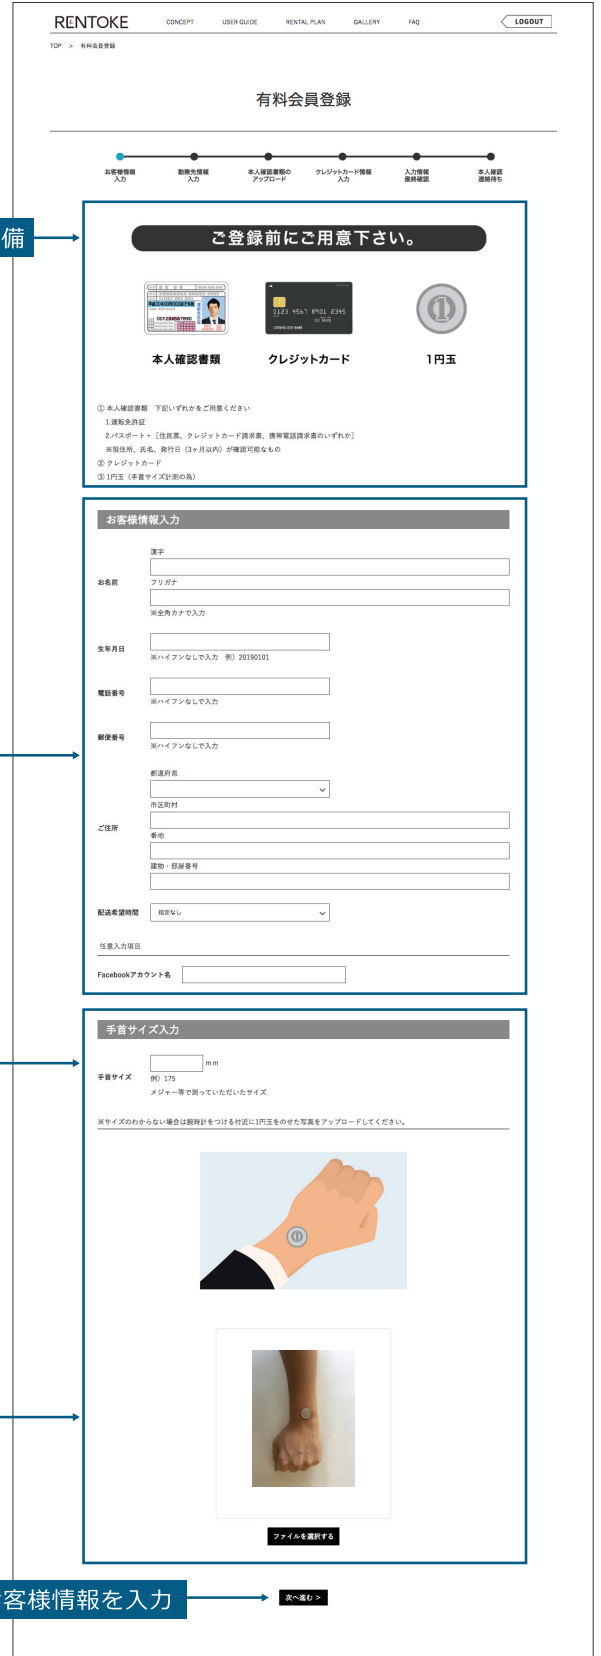 RENTOKE
CONCEPT USER GUIDE RENTAL PLAN GALLERY FAQ LOGOUT
TOP > 有料会員登録
有料会員登録
お客様情報
入力
勤務先情報
入力
本人確認書類の
アップロード
クレジットカード情報
入力
入力情報
最終確認
本人確認
連絡待ち
備
ご登録前にご用意下さい。
001234567890
0123 4567 8901 2345
CARDHOLDER NAME
1
本人確認書類 クレジットカード 1円玉
① 本人確認書類 下記いずれかをご用意ください
1.運転免許証
2.パスポート+［住民票、クレジットカード請求書、携帯電話請求書のいずれか］
※現住所、氏名、発行日（3ヶ月以内）が確認可能なもの
② クレジットカード
③ 1円玉（手首サイズ計測の為）
お客様情報入力
漢字
お名前 フリガナ
※全角カナで入力
生年月日
※ハイフンなしで入力 例）20190101
電話番号
※ハイフンなしで入力
郵便番号
※ハイフンなしで入力
都道府県
市区町村
ご住所
番地
建物・部屋番号
配送希望時間 指定なし
任意入力項目
Facebookアカウント名
手首サイズ入力
mm
手首サイズ 例）175
メジャー等で測っていただいたサイズ
※サイズのわからない場合は腕時計をつける付近に1円玉をのせた写真をアップロードしてください。
1
ファイルを選択する
客様情報を入力
次へ進む >